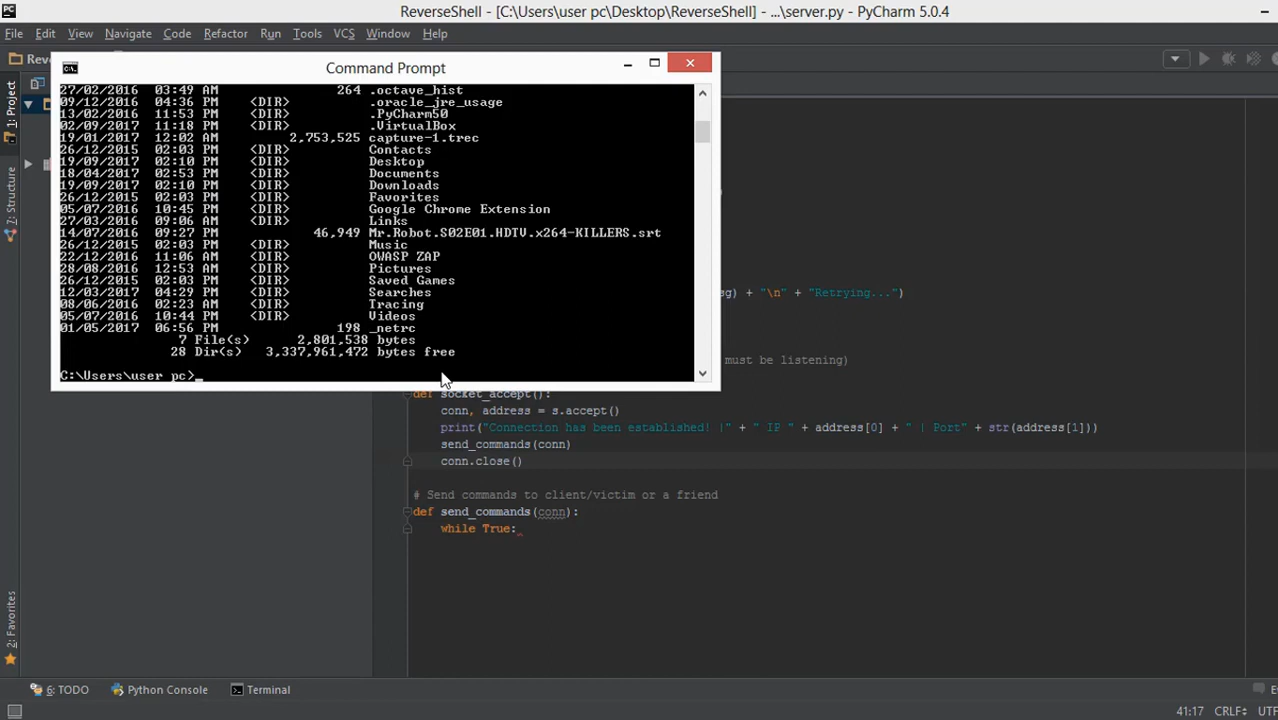 ReverseShell - [C:\Users\user pc\Desktop\ReverseShell] - ...\server.py - PyCharm 5.0.4
File Edit View Navigate Code Refactor Run Tools VCS Window Help
Reve
Command Prompt
1: Project
7: Structure
2: Favorites
27/02/2016 03:49 AM 264 .octave_hist
09/12/2016 04:36 PM <DIR> .oracle_jre_usage
13/02/2016 11:53 PM <DIR> .PyCharm50
02/09/2017 11:18 PM <DIR> .VirtualBox
19/01/2017 12:02 AM 2,753,525 capture-1.trec
26/12/2015 02:03 PM <DIR> Contacts
19/09/2017 02:10 PM <DIR> Desktop
18/04/2017 02:53 PM <DIR> Documents
19/09/2017 02:10 PM <DIR> Downloads
26/12/2015 02:03 PM <DIR> Favorites
05/07/2016 10:45 PM <DIR> Google Chrome Extension
27/03/2016 09:06 AM <DIR> Links
14/07/2016 09:27 PM 46,949 Mr.Robot.S02E01.HDTV.x264-KILLERS.srt
26/12/2015 02:03 PM <DIR> Music
22/12/2016 11:06 AM <DIR> OWASP ZAP
28/08/2016 12:53 AM <DIR> Pictures
26/12/2015 02:03 PM <DIR> Saved Games
12/03/2017 04:29 PM <DIR> Searches
08/06/2016 02:23 AM <DIR> Tracing
05/07/2016 10:44 PM <DIR> Videos
01/05/2017 06:56 PM 198 _netrc
7 File(s) 2,801,538 bytes
28 Dir(s) 3,337,961,472 bytes free
C:\Users\user pc>_
sg) + "\n" + "Retrying...")
must be listening)
def socket_accept():
conn, address = s.accept()
print("Connection has been established! |" + " IP " + address[0] + " | Port" + str(address[1]))
send_commands(conn)
conn.close()
# Send commands to client/victim or a friend
def send_commands(conn):
while True:
6: TODO Python Console Terminal
41:17 CRLF÷ UTF